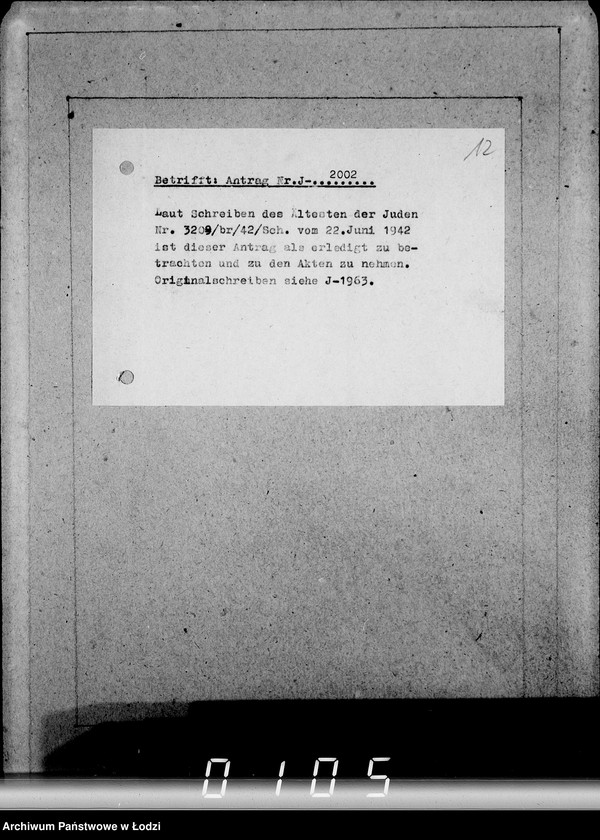 12
Betrifft: Antrag Nr.J-..2002....
Laut Schreiben des Ältesten der Juden
Nr. 3209/br/42/Sch. vom 22.Juni 1942
ist dieser Antrag als erledigt zu be-
trachten und zu den Akten zu nehmen.
Originalschreiben siehe J-1963.
0105
Archiwum Państwowe w Łodzi